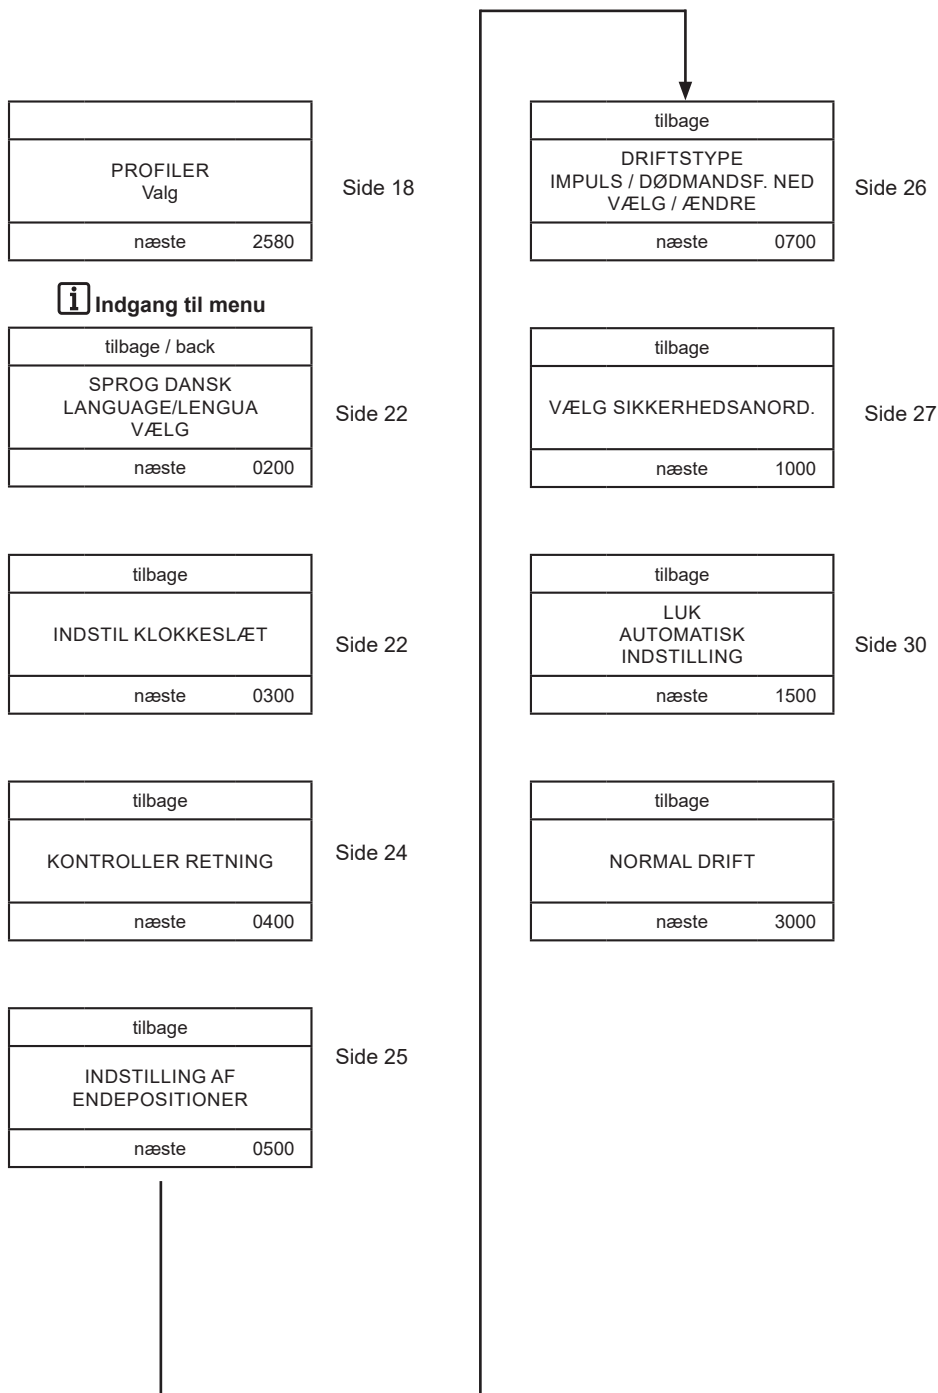 PROFILER
Valg
næste 2580
Side 18
i Indgang til menu
tilbage / back
SPROG DANSK
LANGUAGE/LENGUA
VÆLG
næste 0200
Side 22
tilbage
INDSTIL KLOKKESLÆT
næste 0300
Side 22
tilbage
KONTROLLER RETNING
næste 0400
Side 24
tilbage
INDSTILLING AF
ENDEPOSITIONER
næste 0500
Side 25
tilbage
DRIFTSTYPE
IMPULS / DØDMANDSF. NED
VÆLG / ÆNDRE
næste 0700
Side 26
tilbage
VÆLG SIKKERHEDSANORD.
næste 1000
Side 27
tilbage
LUK
AUTOMATISK
INDSTILLING
næste 1500
Side 30
tilbage
NORMAL DRIFT
næste 3000